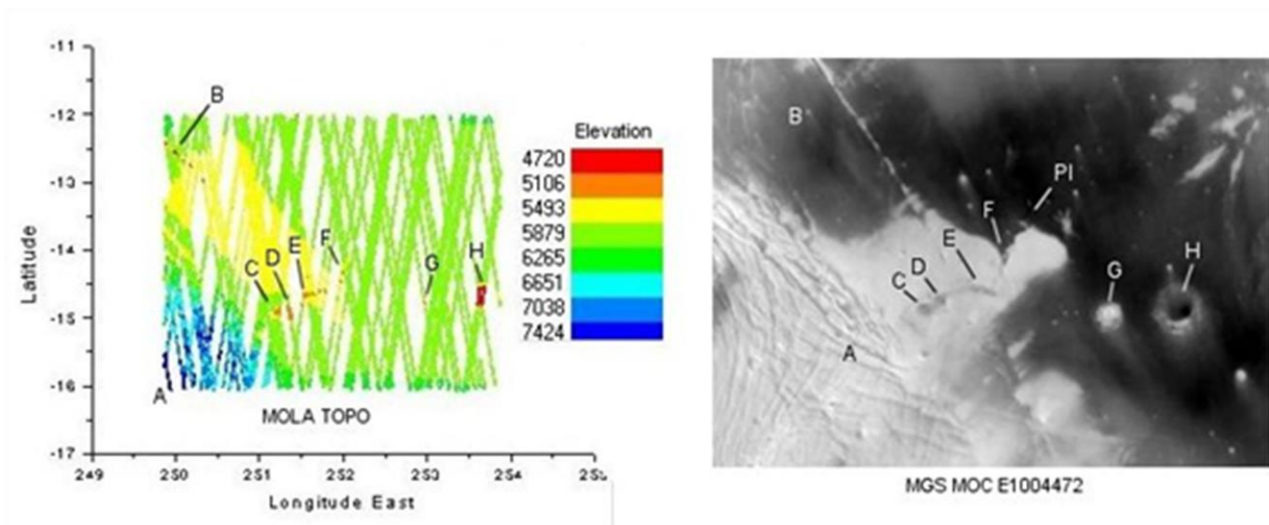 -11
-12
-13
-14
-15
-16
-17
Latitude
249
250
251
252
253
254
Longitude East
B
C
D
E
F
G
H
A
MOLA TOPO
Elevation
4720
5106
5493
5879
6265
6651
7038
7424
B
PI
F
E
D
C
G
H
A
MGS MOC E1004472